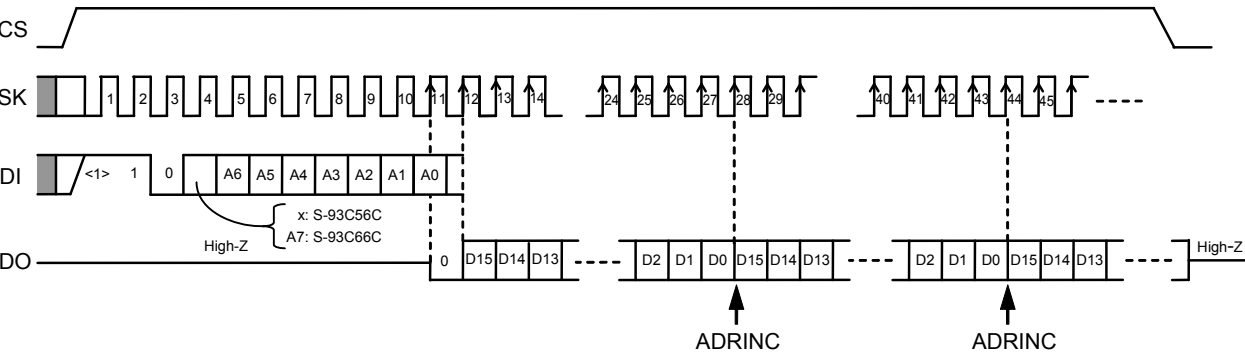 CS
SK 1 2 3 4 5 6 7 8 9 10 11 12 13 14 24 25 26 27 28 29 40 41 42 43 44 45
DI <1> 1 0 A6 A5 A4 A3 A2 A1 A0
x: S-93C56C
A7: S-93C66C
High-Z
DO 0 D15 D14 D13 D2 D1 D0 D15 D14 D13 D2 D1 D0 D15 D14 D13 High-Z
ADRINC ADRINC